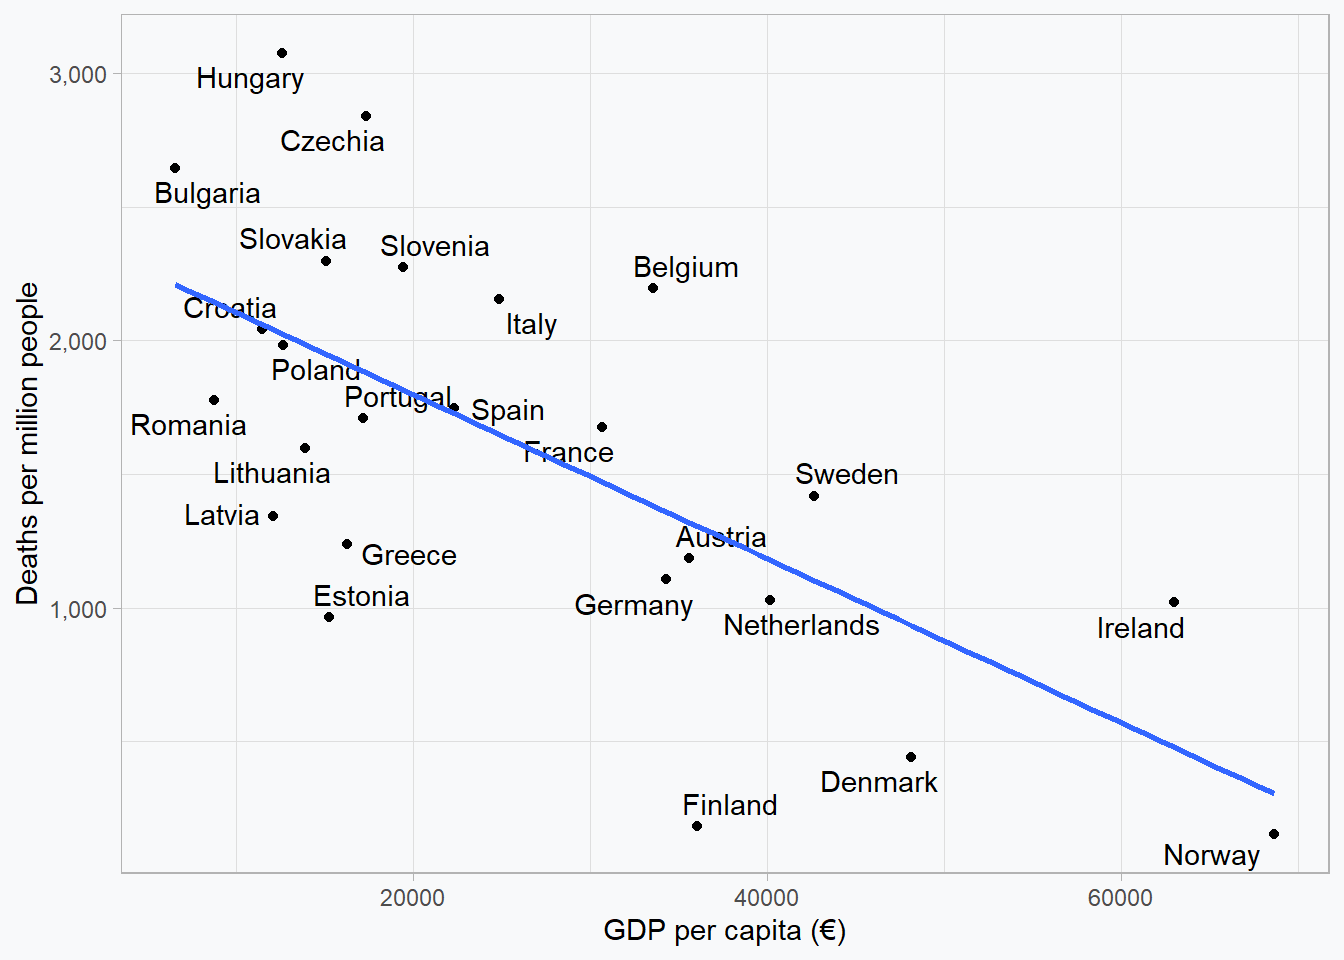 3,000
2,000
1,000
Deaths per million people
Hungary
Czechia
Bulgaria
Slovakia
Slovenia
Belgium
Croatia
Italy
Poland
Portugal
Spain
Romania
France
Lithuania
Sweden
Latvia
Austria
Greece
Estonia
Germany
Netherlands
Ireland
Denmark
Finland
Norway
20000
40000
60000
GDP per capita (€)